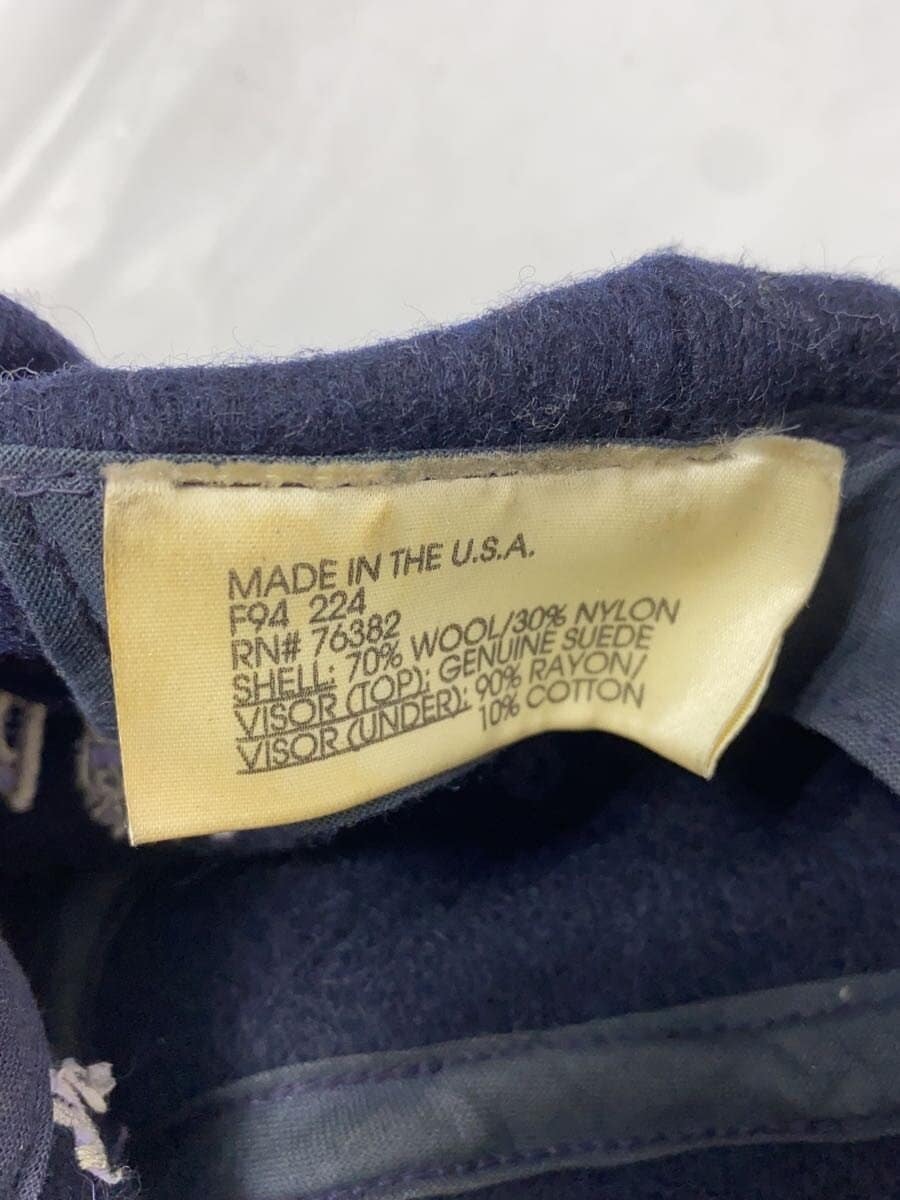 MADE IN THE U.S.A.
F94 224
RN# 76382
SHELL: 70% WOOL/30% NYLON
VISOR (TOP): GENUINE SUEDE
VISOR (UNDER): 90% RAYON/
10% COTTON